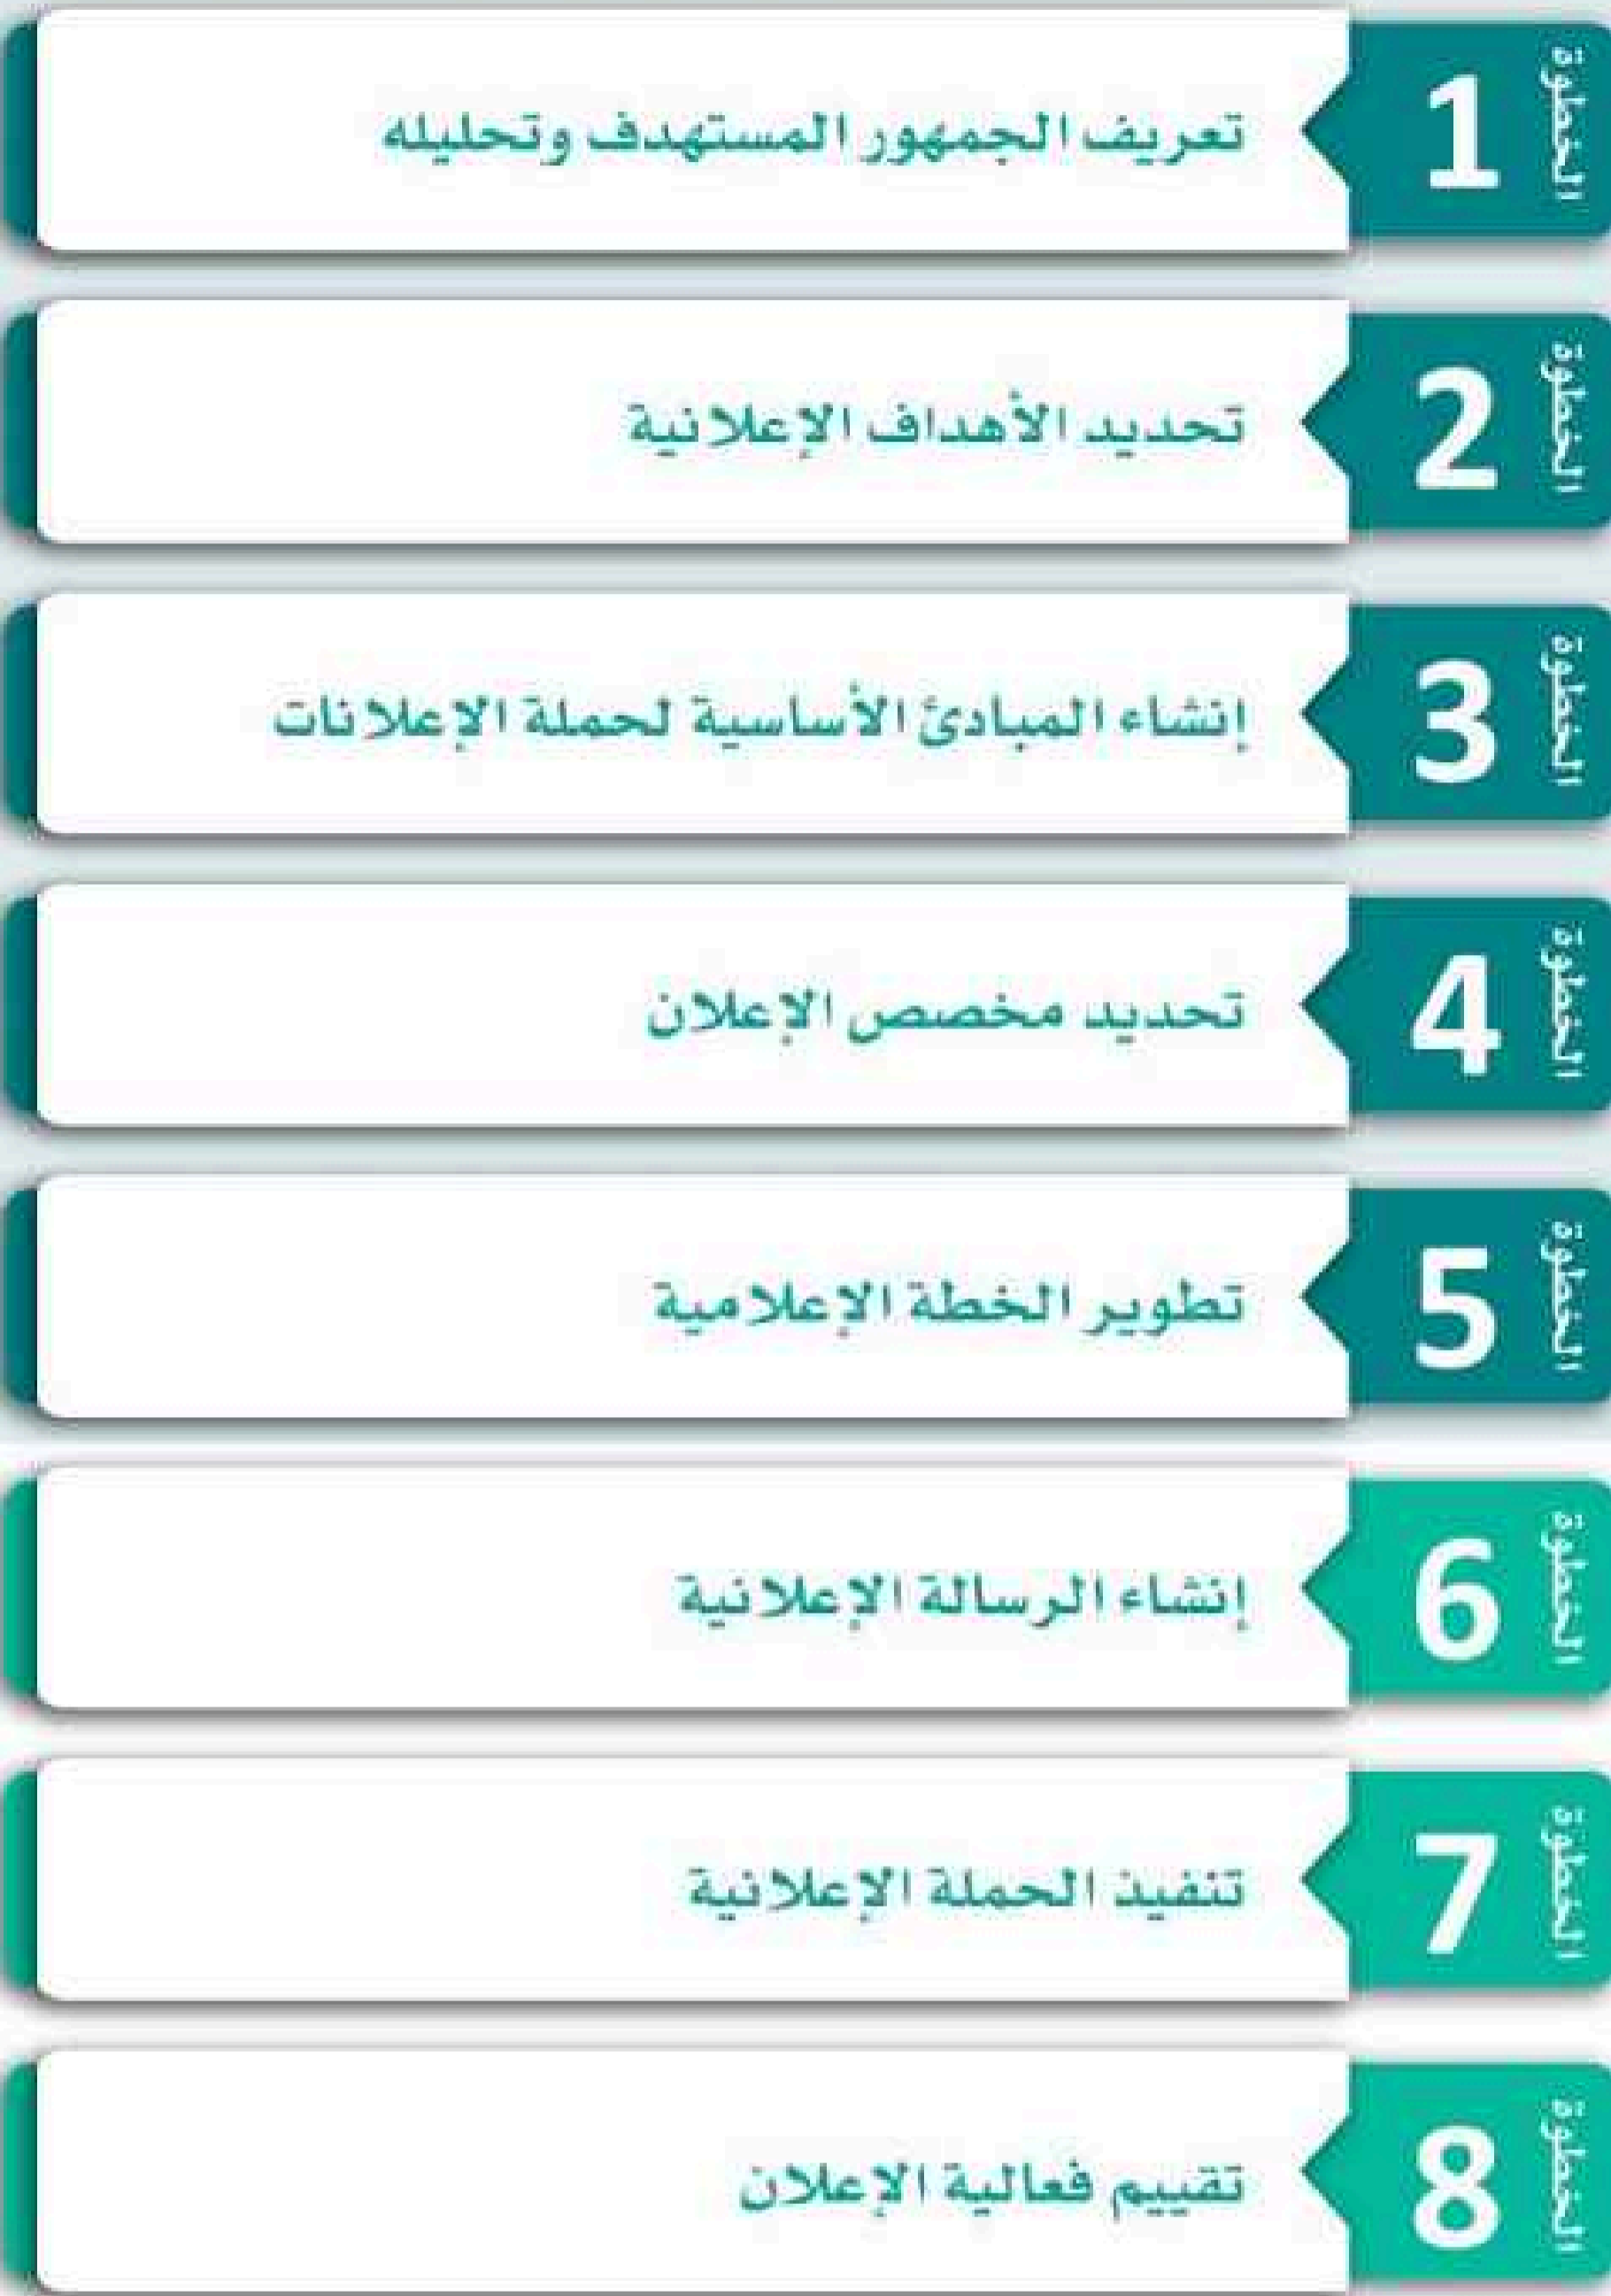 الخطوة
1
تعريف الجمهور المستهدف وتحليله
الخطوة
2
تحديد الأهداف الإعلانية
الخطوة
3
إنشاء المبادئ الأساسية لحملة الإعلانات
الخطوة
4
تحديد مخصص الإعلان
الخطوة
5
تطوير الخطة الإعلامية
الخطوة
6
إنشاء الرسالة الإعلانية
الخطوة
7
تنفيذ الحملة الإعلانية
الخطوة
8
تقييم فعالية الإعلان